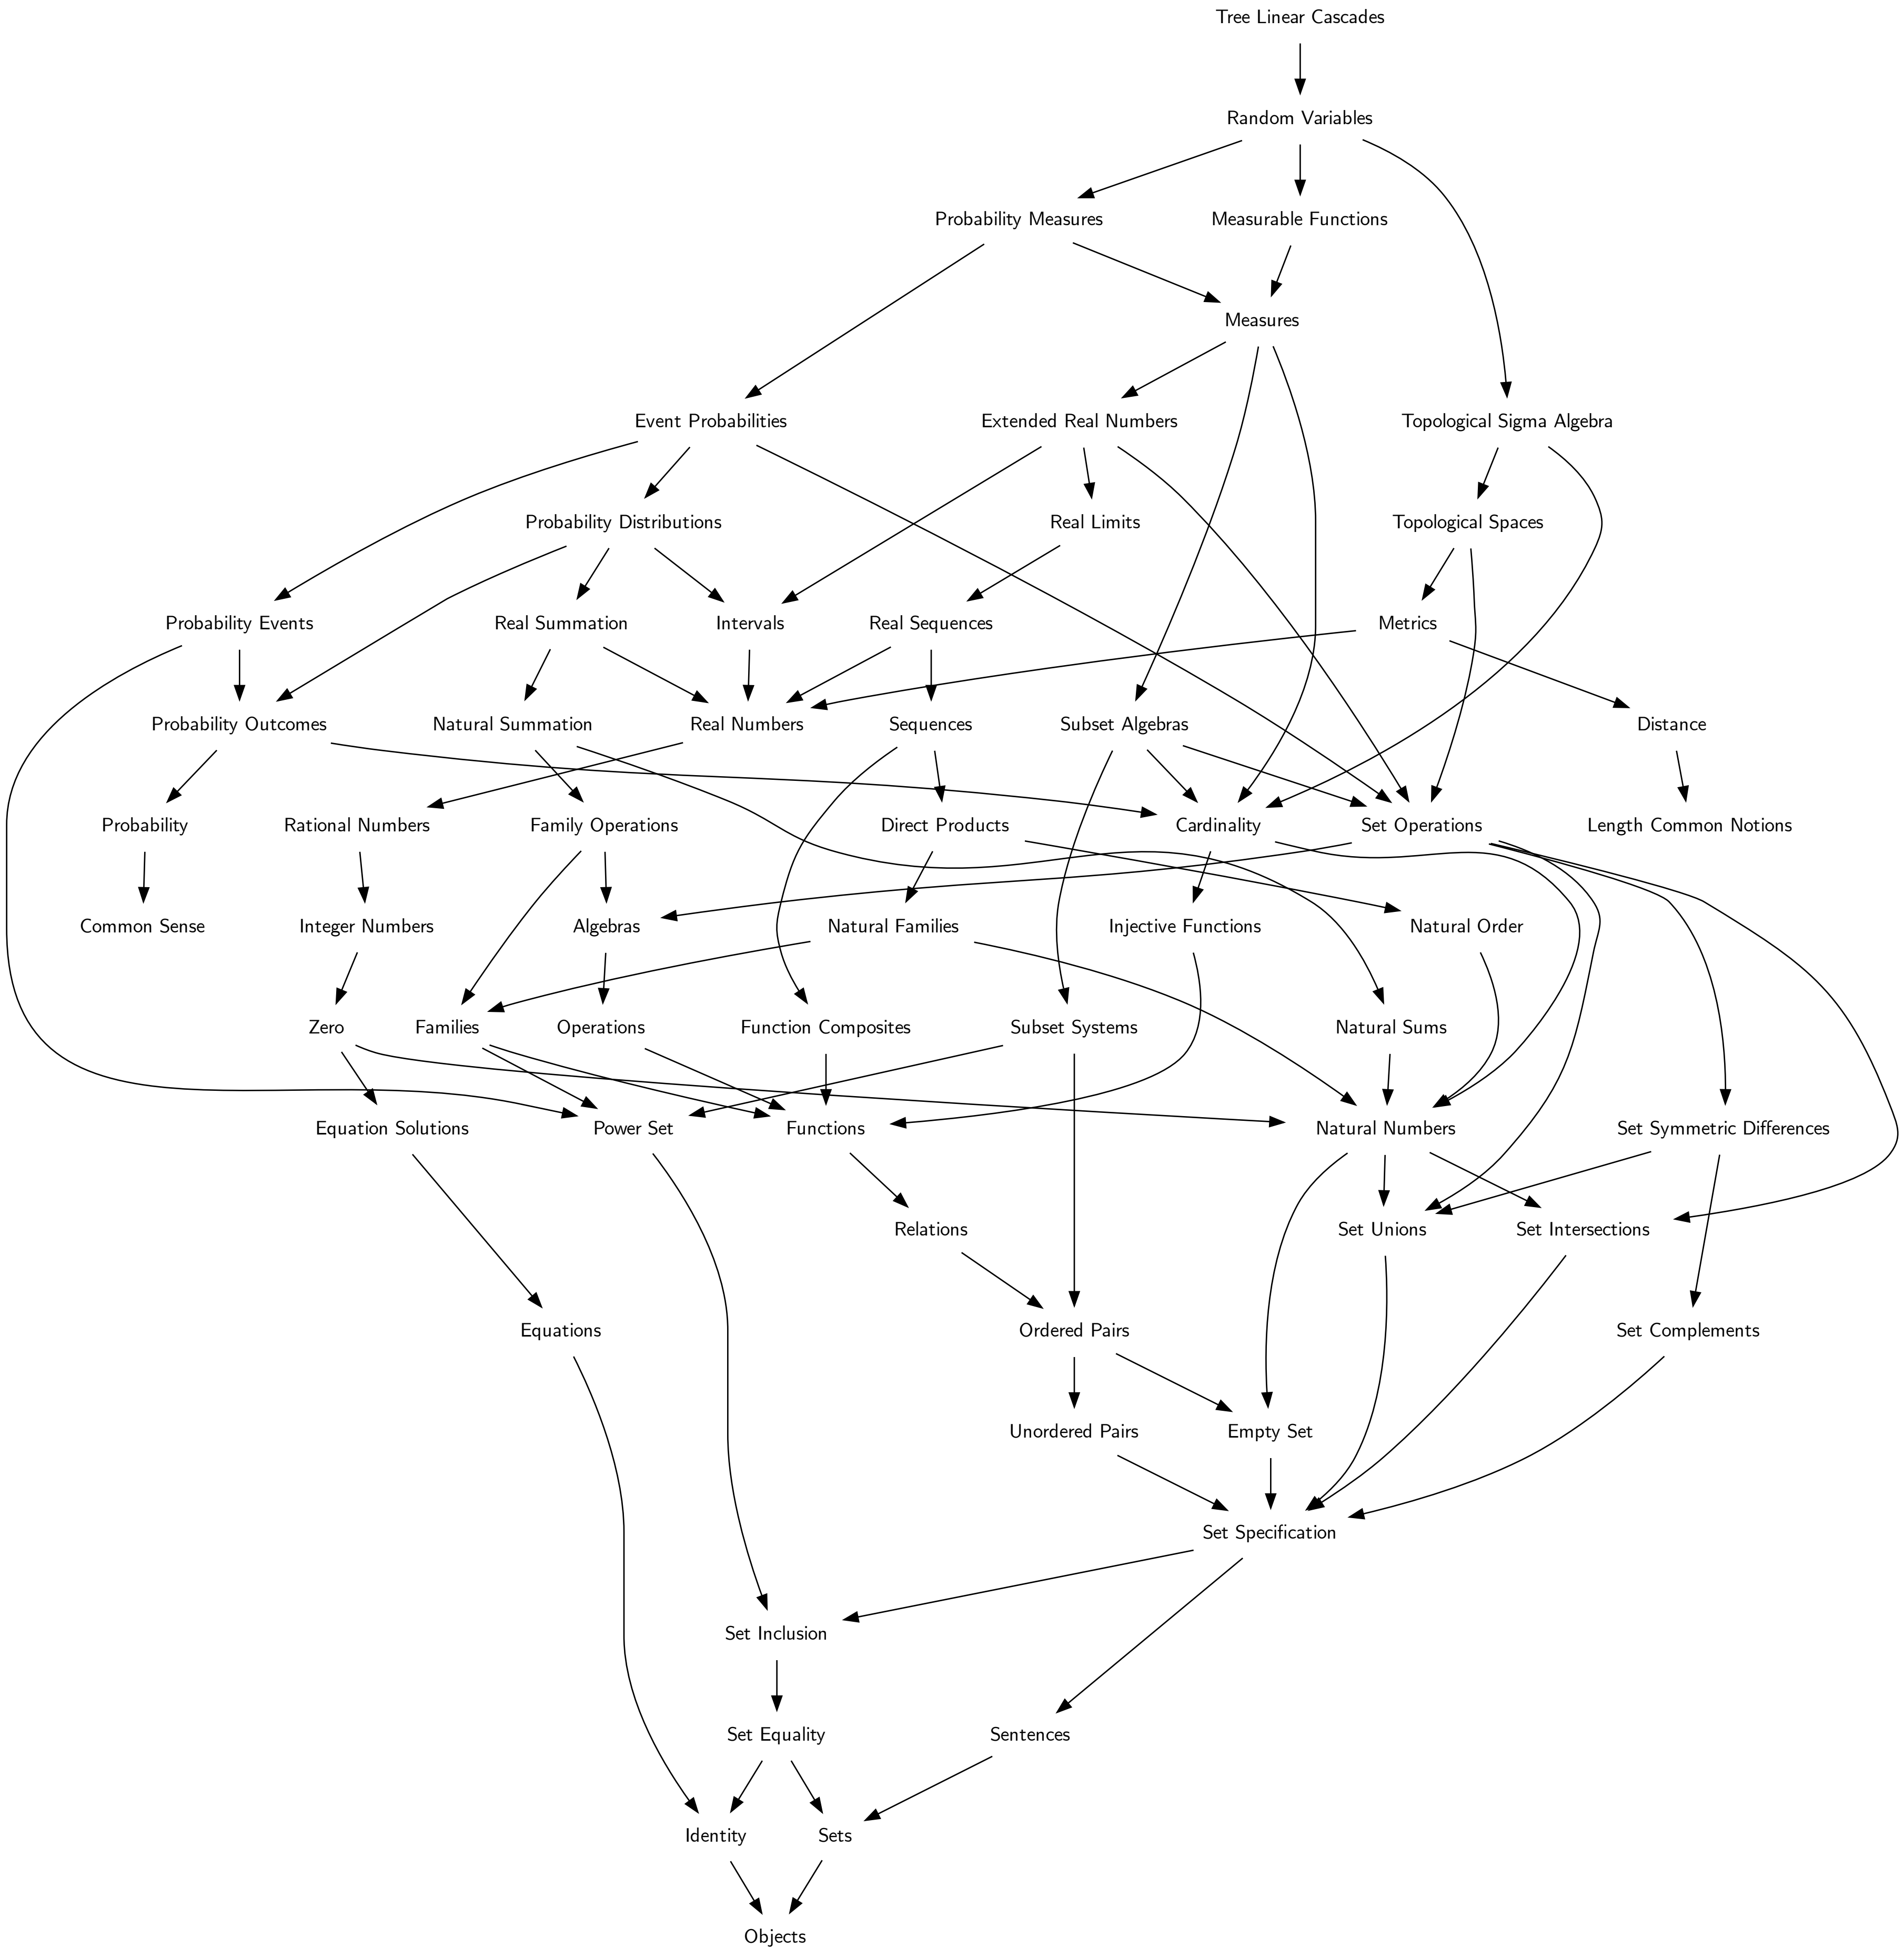 Tree Linear Cascades
Random Variables
Probability Measures
Measurable Functions
Measures
Event Probabilities
Extended Real Numbers
Topological Sigma Algebra
Probability Distributions
Real Limits
Topological Spaces
Probability Events
Real Summation
Intervals
Real Sequences
Metrics
Probability Outcomes
Natural Summation
Real Numbers
Sequences
Subset Algebras
Distance
Probability
Rational Numbers
Family Operations
Direct Products
Cardinality
Set Operations
Length Common Notions
Common Sense
Integer Numbers
Algebras
Natural Families
Injective Functions
Natural Order
Zero
Families
Operations
Function Composites
Subset Systems
Natural Sums
Equation Solutions
Power Set
Functions
Natural Numbers
Set Symmetric Differences
Relations
Set Unions
Set Intersections
Equations
Ordered Pairs
Set Complements
Unordered Pairs
Empty Set
Set Specification
Set Inclusion
Set Equality
Sentences
Identity
Sets
Objects